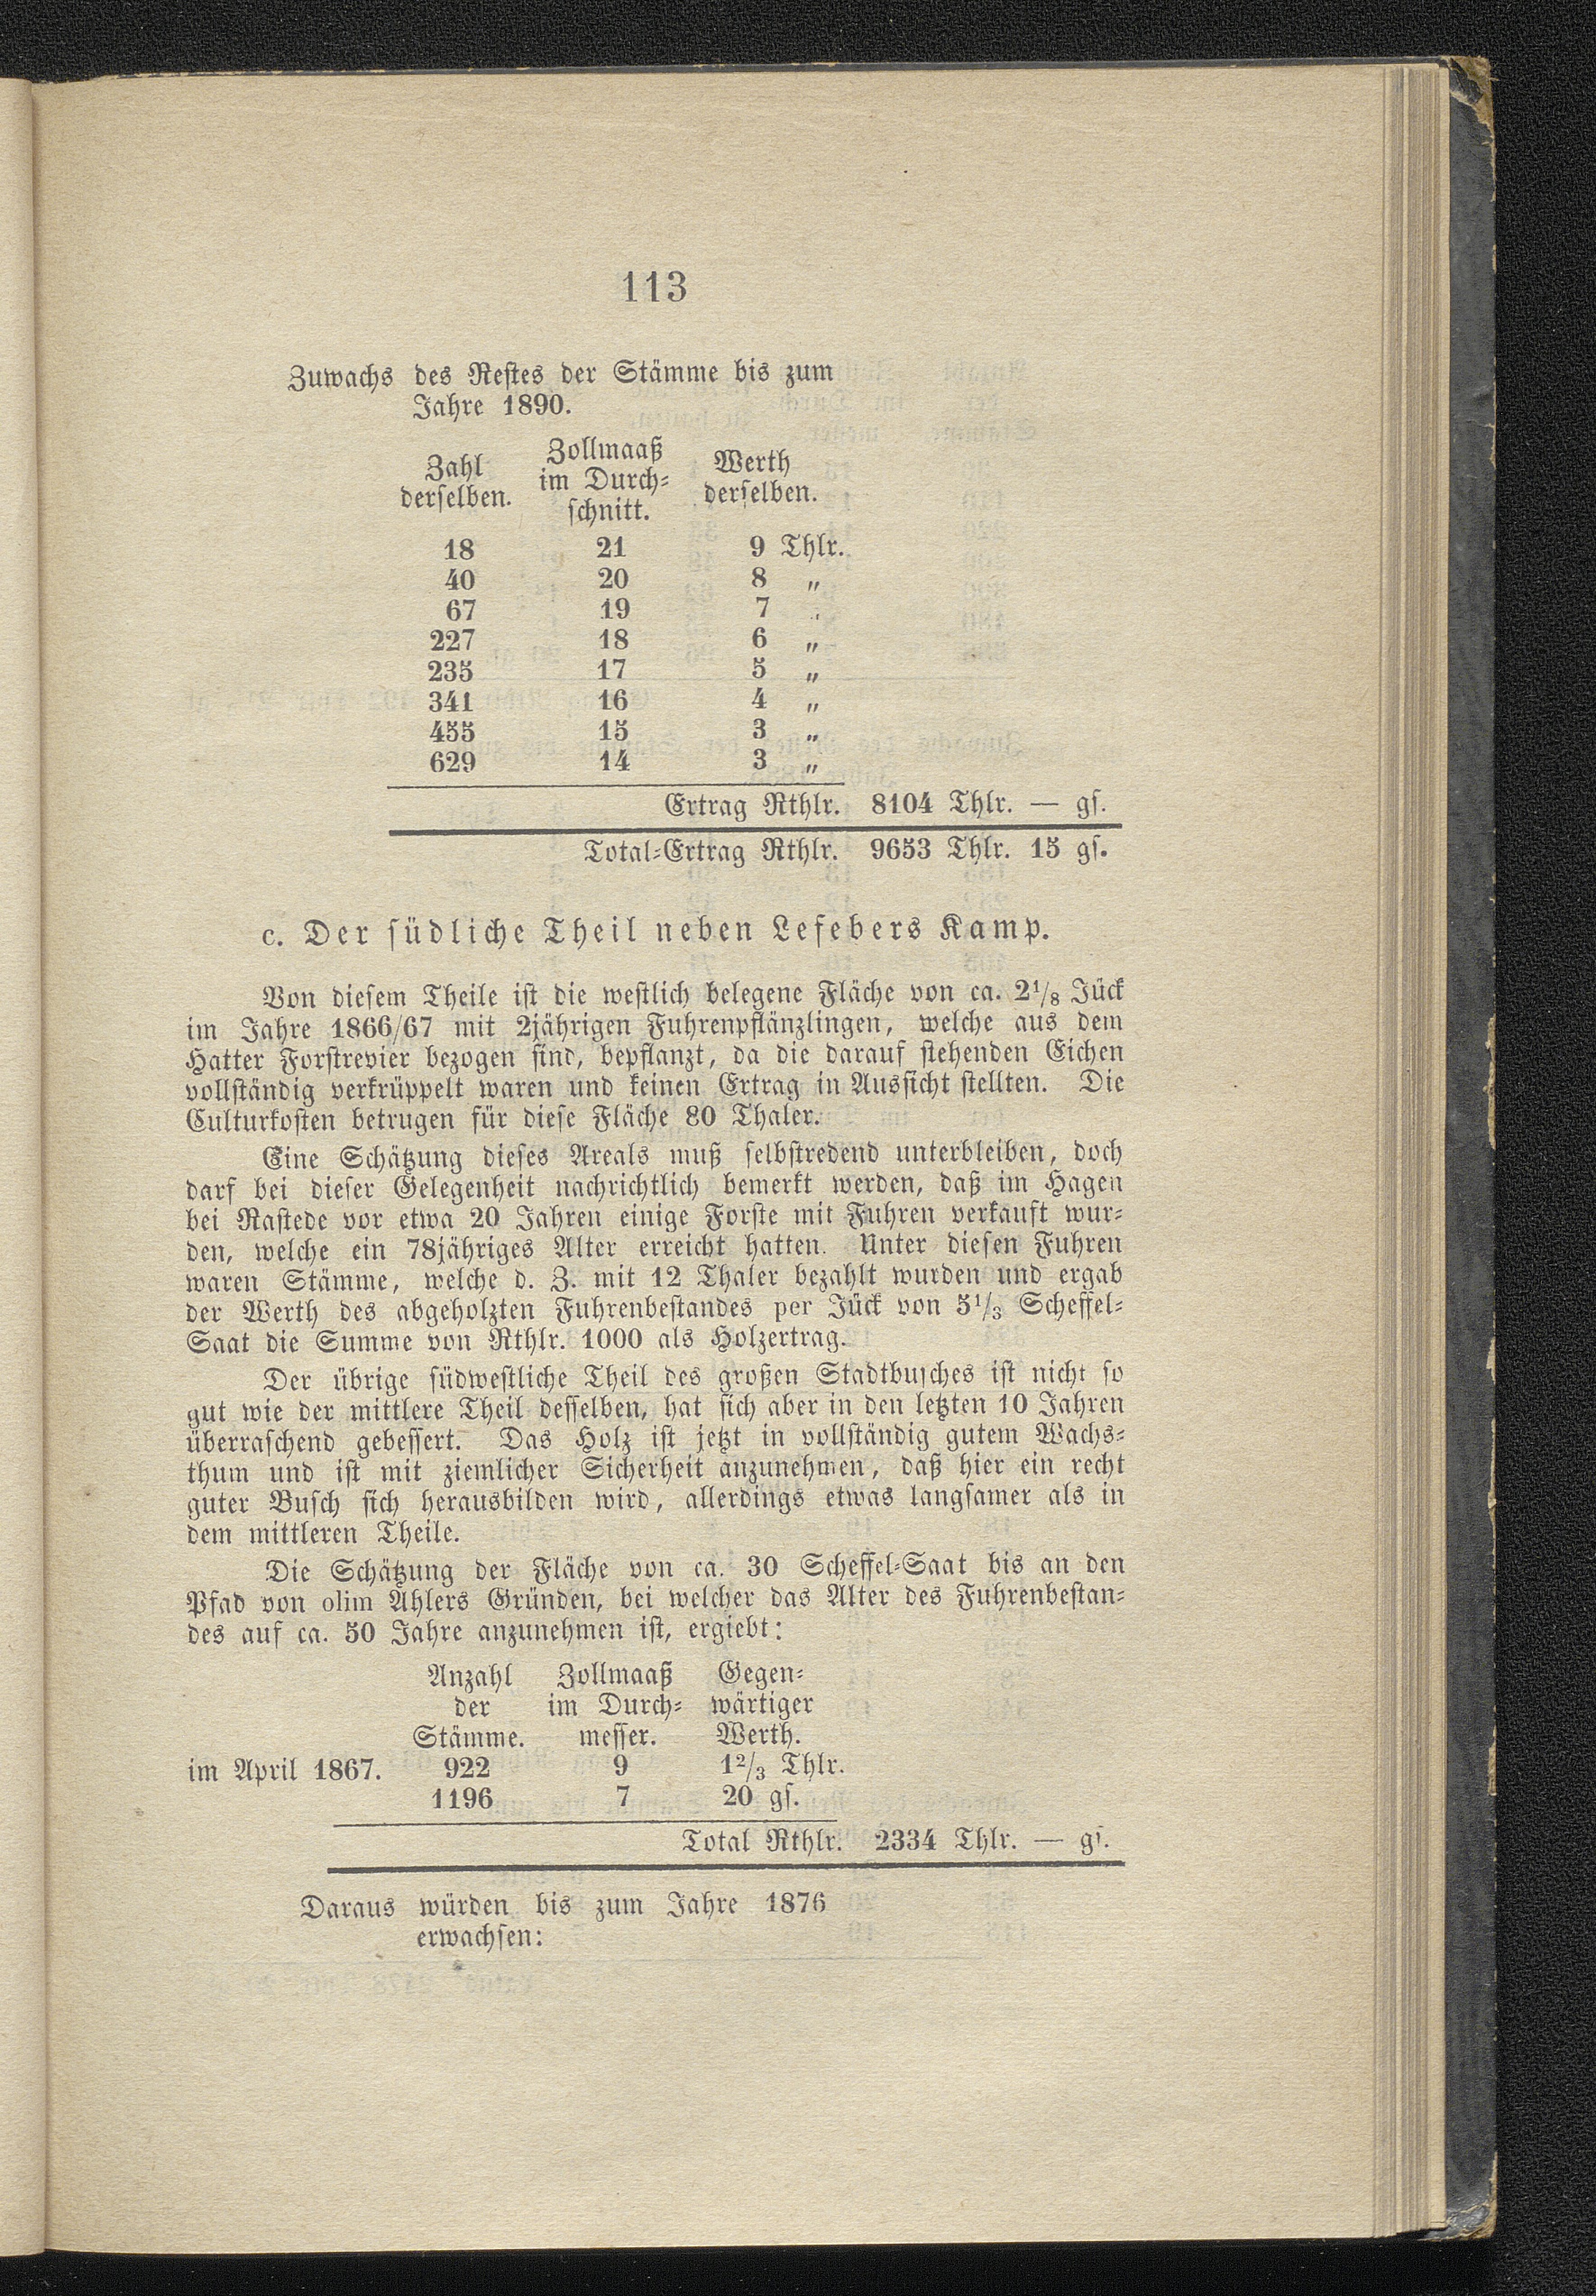 113
Zuwachs des Restes der Stämme bis zum
Jahre 1890.
Zahl derselben. Zollmaaß im Durch- schnitt. Werth derselben.
18 21 9 Thlr.
40 20 8 "
67 19 7 "
227 18 6 "
235 17 5 "
341 16 4 "
455 15 3 "
629 14 3 "
Ertrag Rthlr. 8104 Thlr. — gs.
Total-Ertrag Rthlr. 9653 Thlr. 15 gs.
c. Der südliche Theil neben Lefebers Kamp.
Von diesem Theile ist die westlich belegene Fläche von ca. 2 1/8 Jück
im Jahre 1866/67 mit 2jährigen Fuhrenpflänzlingen, welche aus dem
Hatter Forstrevier bezogen sind, bepflanzt, da die darauf stehenden Eichen
vollständig verkrüppelt waren und keinen Ertrag in Aussicht stellten. Die
Culturkosten betrugen für diese Fläche 80 Thaler.
Eine Schätzung dieses Areals muß selbstredend unterbleiben, doch
darf bei dieser Gelegenheit nachrichtlich bemerkt werden, daß im Hagen
bei Rastede vor etwa 20 Jahren einige Forste mit Fuhren verkauft wur-
den, welche ein 78jähriges Alter erreicht hatten. Unter diesen Fuhren
waren Stämme, welche d. Z. mit 12 Thaler bezahlt wurden und ergab
der Werth des abgeholzten Fuhrenbestandes per Jück von 5 1/3 Scheffel-
Saat die Summe von Rthlr. 1000 als Holzertrag.
Der übrige südwestliche Theil des großen Stadtbusches ist nicht so
gut wie der mittlere Theil desselben, hat sich aber in den letzten 10 Jahren
überraschend gebessert. Das Holz ist jetzt in vollständig gutem Wachs-
thum und ist mit ziemlicher Sicherheit anzunehmen, daß hier ein recht
guter Busch sich herausbilden wird, allerdings etwas langsamer als in
dem mittleren Theile.
Die Schätzung der Fläche von ca. 30 Scheffel-Saat bis an den
Pfad von olim Ahlers Gründen, bei welcher das Alter des Fuhrenbestan-
des auf ca. 50 Jahre anzunehmen ist, ergiebt:
Anzahl Zollmaaß Gegen-
der im Durch- wärtiger
Stämme. messer. Werth.
im April 1867. 922 9 1 2/3 Thlr.
1196 7 20 gs.
Total Rthlr. 2334 Thlr. — gs.
Daraus würden bis zum Jahre 1876
erwachsen: